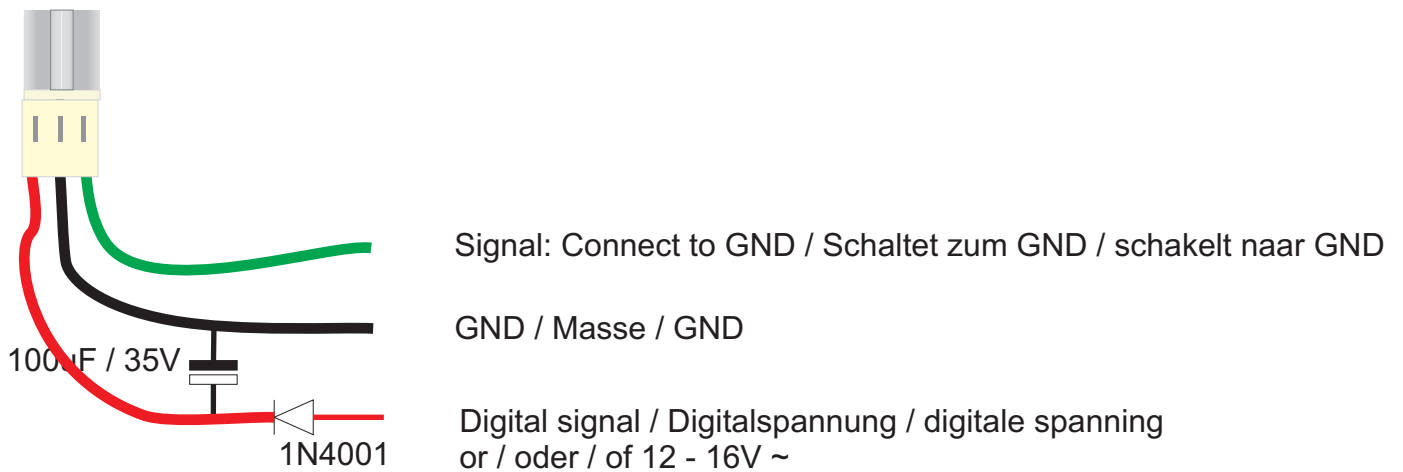 Signal: Connect to GND / Schaltet zum GND / schakelt naar GND
GND / Masse / GND
100uF / 35V
Digital signal / Digitalspannung / digitale spanning
or / oder / of 12 - 16V ~
1N4001